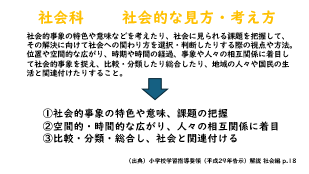 社会科　　社会的な見方・考え方
社会的事象の特色や意味などを考えたり、社会に見られる課題を把握して、
その解決に向けて社会への関わり方を選択・判断したりする際の視点や方法。
位置や空間的な広がり、時期や時間の経過、事象や人々の相互関係に着目し
て社会的事象を捉え、比較・分類したり総合したり、地域の人々や国民の生
活と関連付けたりすること。
①社会的事象の特色や意味、課題の把握
②空間的・時間的な広がり、人々の相互関係に着目
③比較・分類・総合し、社会と関連付ける
（出典）小学校学習指導要領（平成29年告示）解説 社会編 p.18